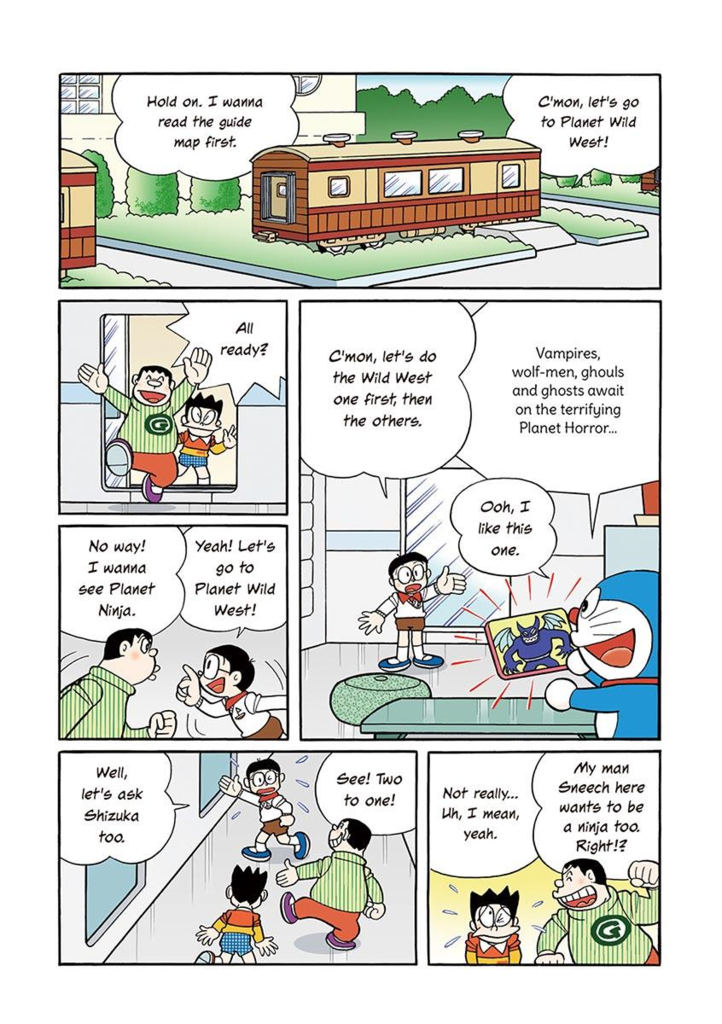 C'mon, let's go
to Planet Wild
West!
Hold on. I wanna
read the guide
map first.
Vampires,
wolf-men, ghouls
and ghosts await
on the terrifying
Planet Horror...
Ooh, I
like this
one.
C'mon, let's do
the Wild West
one first, then
the others.
All
ready?
Yeah! Let's
go to
Planet Wild
West!
No way!
I wanna
see Planet
Ninja.
My man
Sneech here
wants to be
a ninja too.
Right!?
Not really...
Uh, I mean,
yeah.
See! Two
to one!
Well,
let's ask
Shizuka
too.